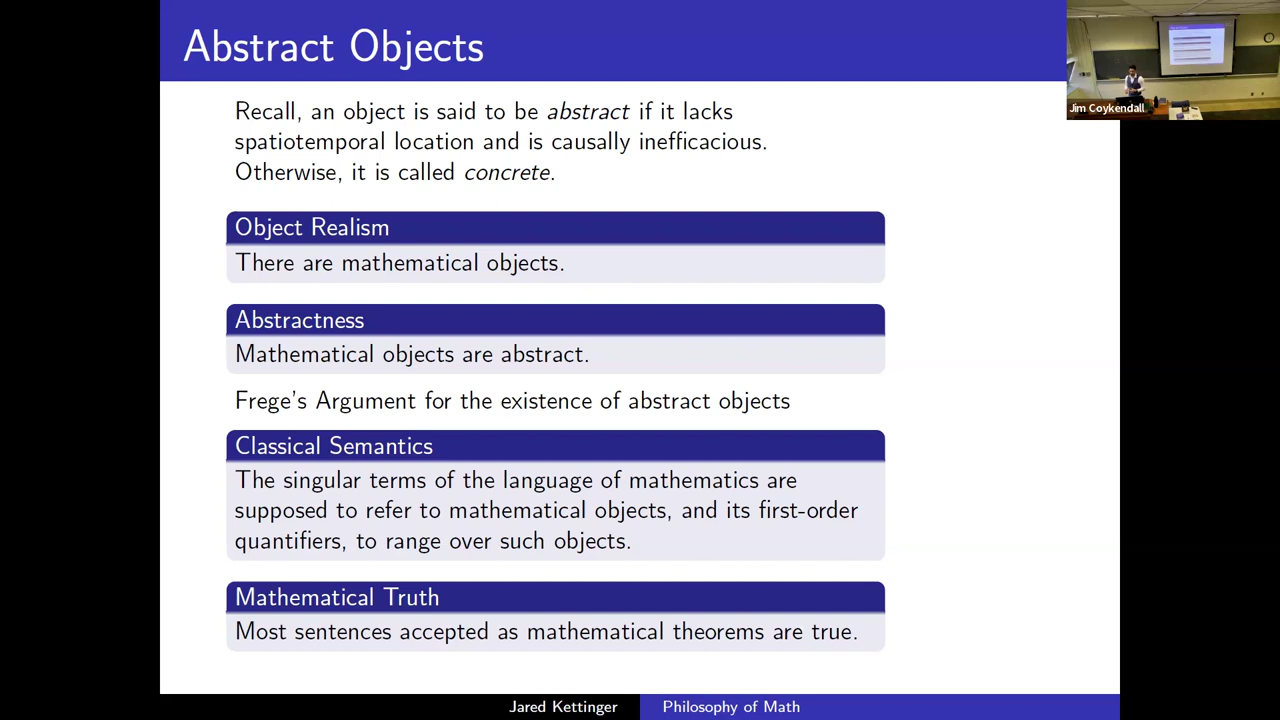 Abstract Objects
Jim Coykendall
Recall, an object is said to be abstract if it lacks
spatiotemporal location and is causally inefficacious.
Otherwise, it is called concrete.
Object Realism
There are mathematical objects.
Abstractness
Mathematical objects are abstract.
Frege's Argument for the existence of abstract objects
Classical Semantics
The singular terms of the language of mathematics are
supposed to refer to mathematical objects, and its first-order
quantifiers, to range over such objects.
Mathematical Truth
Most sentences accepted as mathematical theorems are true.
Jared Kettinger
Philosophy of Math